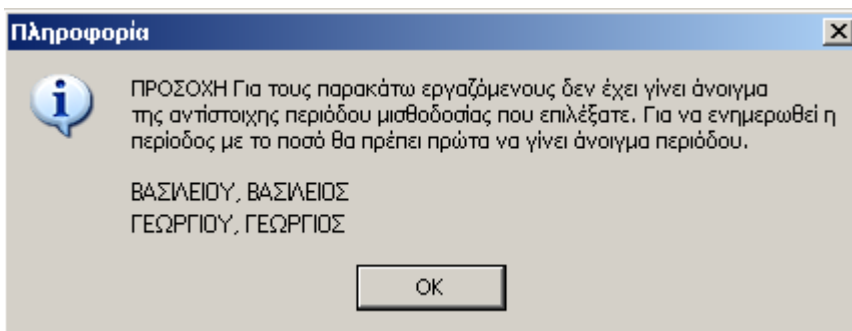 Πληροφορία
ΠΡΟΣΟΧΗ Για τους παρακάτω εργαζόμενους δεν έχει γίνει άνοιγμα
της αντίστοιχης περιόδου μισθοδοσίας που επιλέξατε. Για να ενημερωθεί η
περίοδος με το ποσό θα πρέπει πρώτα να γίνει άνοιγμα περιόδου.
ΒΑΣΙΛΕΙΟΥ, ΒΑΣΙΛΕΙΟΣ
ΓΕΩΡΓΙΟΥ, ΓΕΩΡΓΙΟΣ
OK